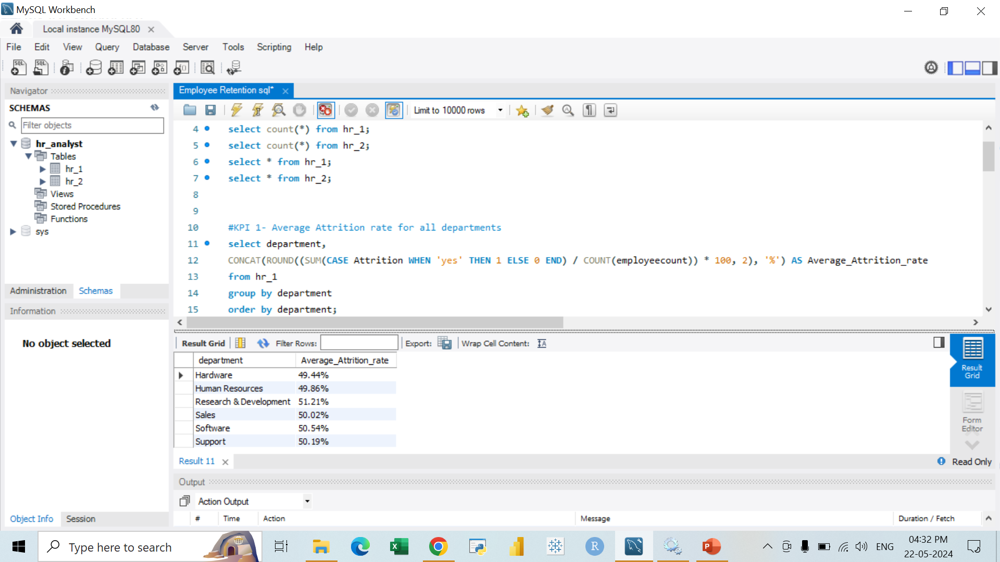 MySQL Workbench
Local instance MySQL80
File Edit View Query Database Server Tools Scripting Help
Navigator
SCHEMAS
Filter objects
hr_analyst
Tables
hr_1
hr_2
Views
Stored Procedures
Functions
sys
Administration Schemas
Information
No object selected
Object Info Session
Employee Retention sql*
Limit to 10000 rows
4 select count(*) from hr_1;
5 select count(*) from hr_2;
6 select * from hr_1;
7 select * from hr_2;
8
9
10 #KPI 1- Average Attrition rate for all departments
11 select department,
12 CONCAT(ROUND((SUM(CASE Attrition WHEN 'yes' THEN 1 ELSE 0 END) / COUNT(employeecount)) * 100, 2), '%') AS Average_Attrition_rate
13 from hr_1
14 group by department
15 order by department;
Result Grid Filter Rows: Export: Wrap Cell Content:
department Average_Attrition_rate
Hardware 49.44%
Human Resources 49.86%
Research & Development 51.21%
Sales 50.02%
Software 50.54%
Support 50.19%
Result Grid
Form Editor
Result 11
Read Only
Output
Action Output
# Time Action Message Duration / Fetch
Type here to search
ENG
04:32 PM
22-05-2024